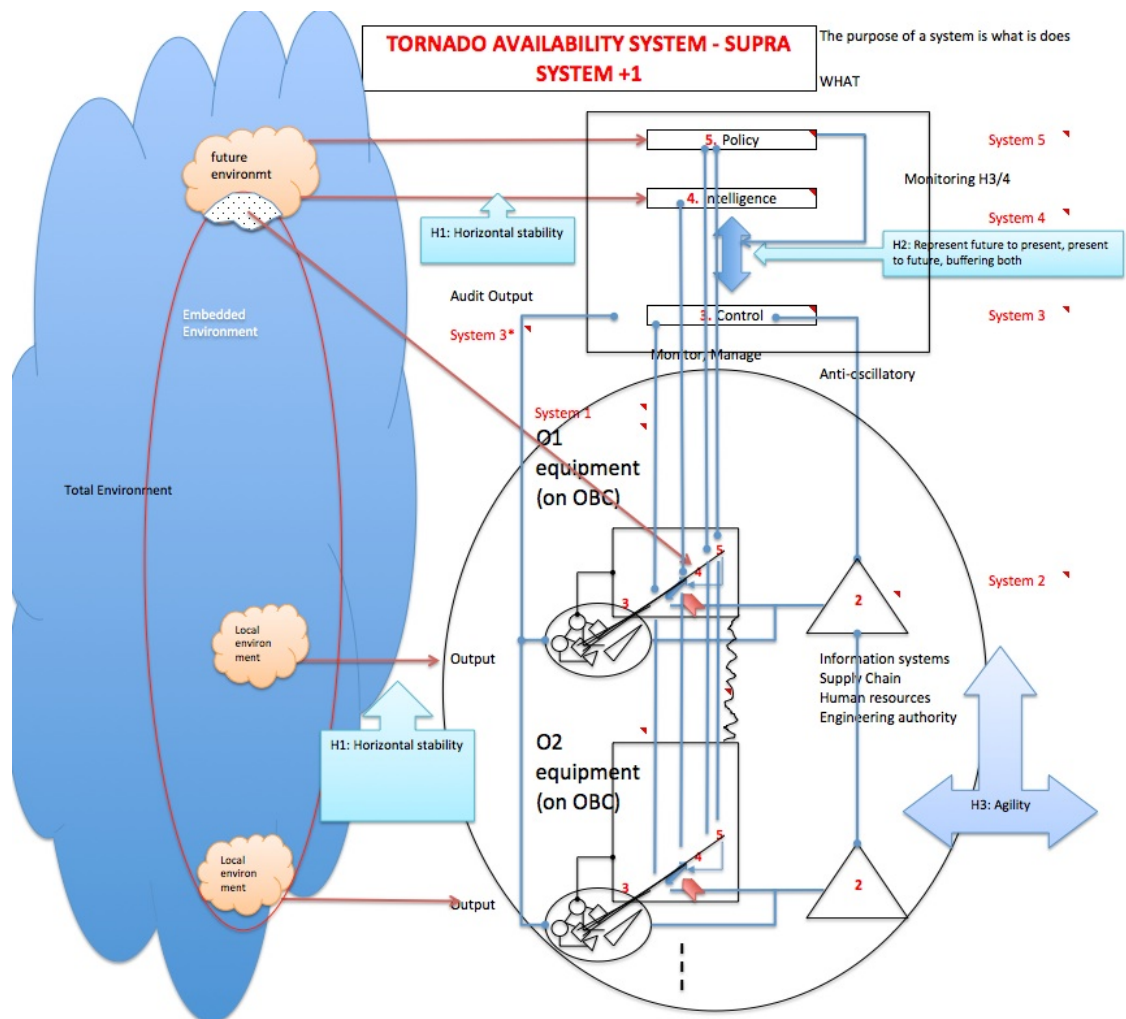 TORNADO AVAILABILITY SYSTEM - SUPRA
SYSTEM +1
The purpose of a system is what is does
WHAT
5. Policy
System 5
future
environmt
Monitoring H3/4
4. Intelligence
System 4
H1: Horizontal stability
H2: Represent future to present, present
to future, buffering both
Audit Output
Embedded
Environment
3. Control
System 3
System 3*
Monitor, Manage
Anti-oscillatory
System 1
O1
equipment
(on OBC)
Total Environment
5
4
3
2
System 2
Local
environ
ment
Output
Information systems
Supply Chain
Human resources
Engineering authority
H1: Horizontal stability
O2
equipment
(on OBC)
H3: Agility
5
4
3
2
Local
environ
ment
Output